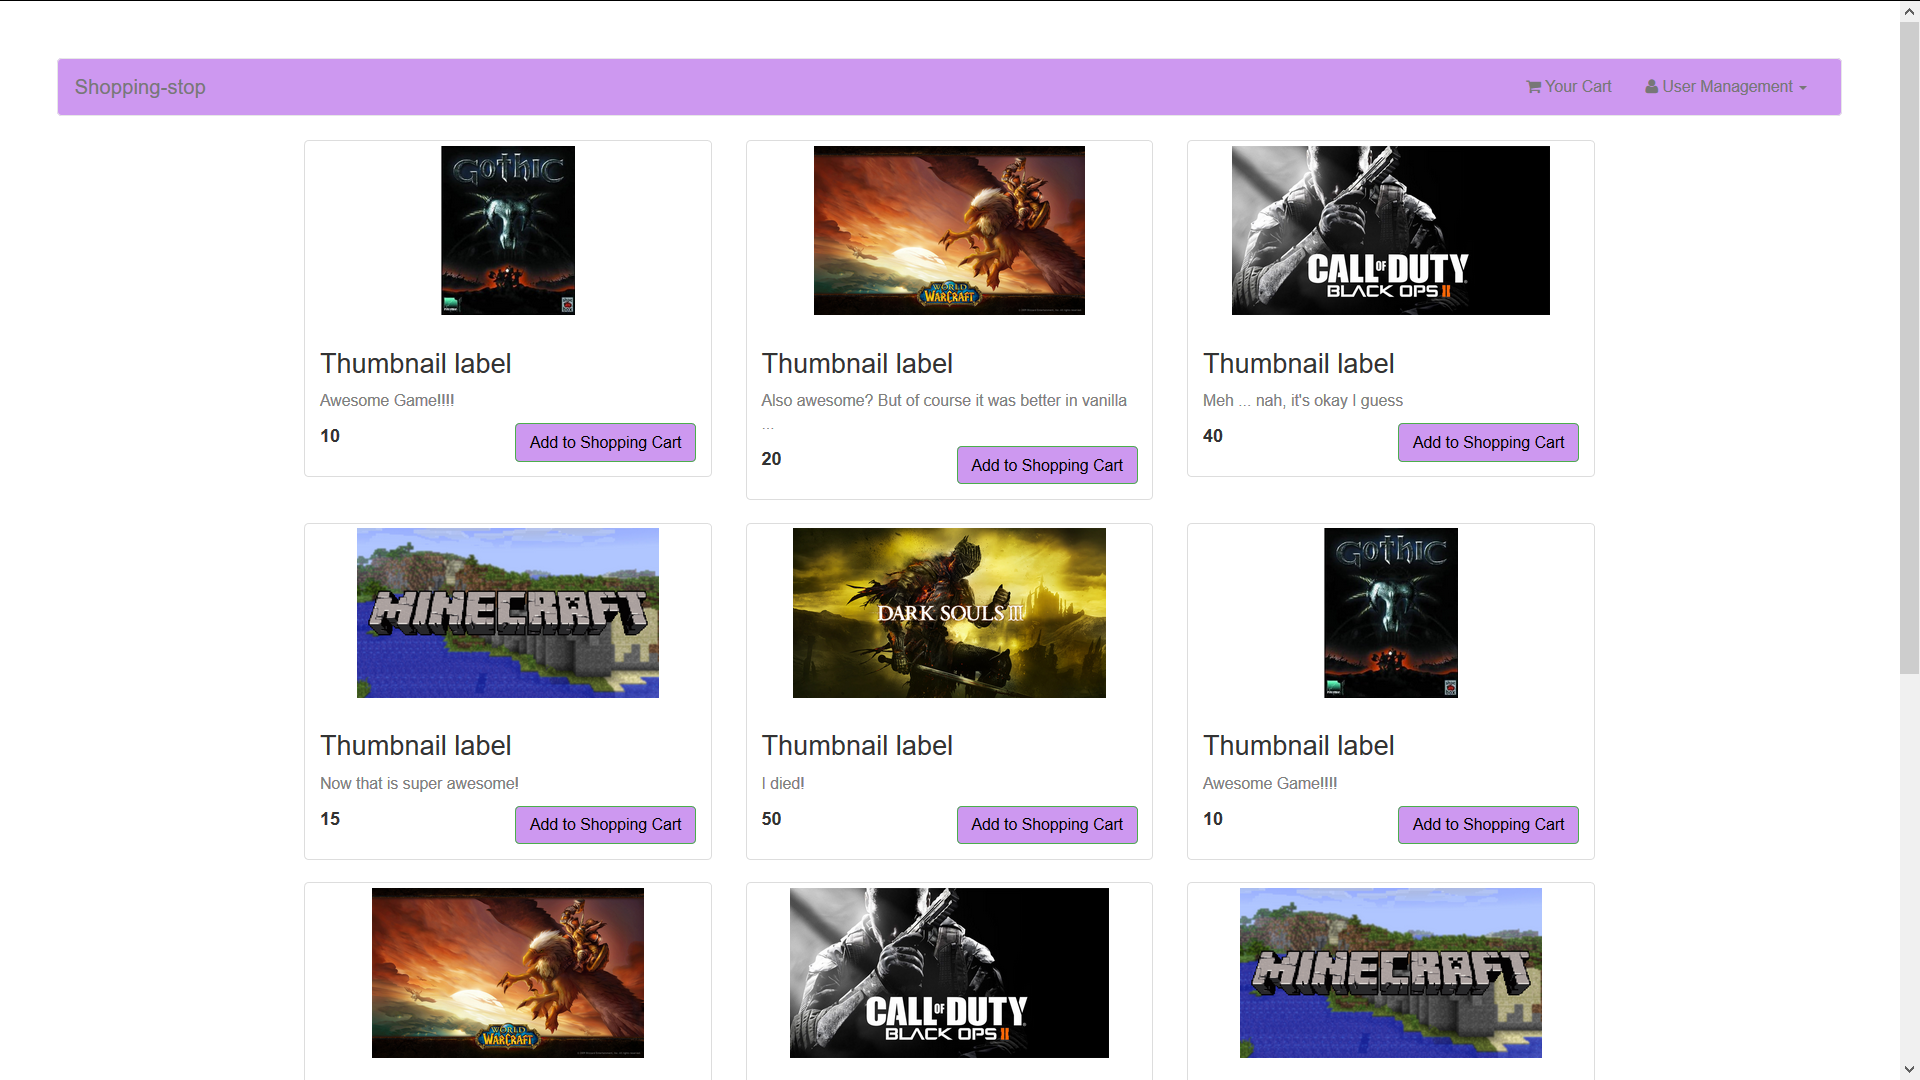 Shopping-stop
Your Cart
User Management
GOTHIC
WORLD
WARCRAFT
CALL OF DUTY
BLACK OPS II
Thumbnail label
Awesome Game!!!!
10
Add to Shopping Cart
Thumbnail label
Also awesome? But of course it was better in vanilla
...
20
Add to Shopping Cart
Thumbnail label
Meh ... nah, it's okay I guess
40
Add to Shopping Cart
MINECRAFT
DARK SOULS III
GOTHIC
Thumbnail label
Now that is super awesome!
15
Add to Shopping Cart
Thumbnail label
I died!
50
Add to Shopping Cart
Thumbnail label
Awesome Game!!!!
10
Add to Shopping Cart
WORLD
WARCRAFT
CALL OF DUTY
BLACK OPS II
MINECRAFT